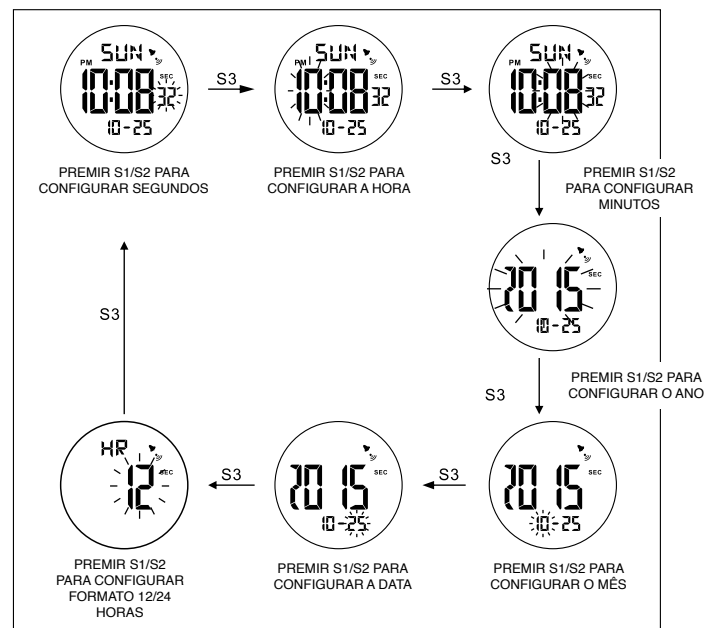 SUN
PM
SEC
10:08 32
10-25
PREMIR S1/S2 PARA
CONFIGURAR SEGUNDOS
S3
SUN
PM
SEC
10:08 32
10-25
PREMIR S1/S2 PARA
CONFIGURAR A HORA
S3
SUN
PM
SEC
10:08 32
10-25
S3
PREMIR S1/S2
PARA CONFIGURAR
MINUTOS
SEC
2015
10-25
S3
PREMIR S1/S2 PARA
CONFIGURAR O ANO
SEC
2015
10-25
PREMIR S1/S2 PARA
CONFIGURAR O MÊS
S3
SEC
2015
10-25
PREMIR S1/S2 PARA
CONFIGURAR A DATA
S3
HR
SEC
12
PREMIR S1/S2
PARA CONFIGURAR
FORMATO 12/24
HORAS
S3